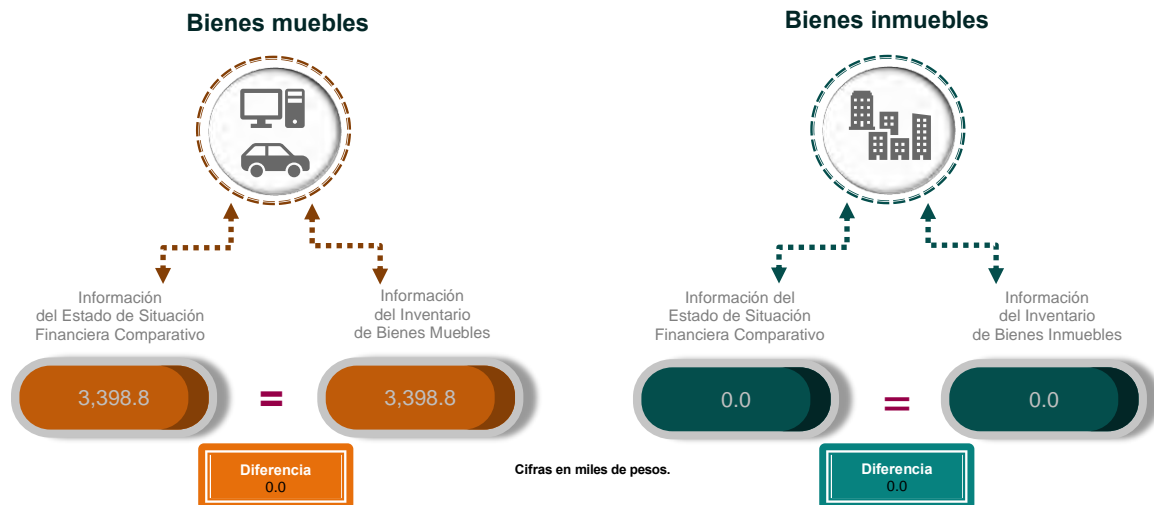 Bienes muebles
Información
del Estado de Situación
Financiera Comparativo
Información
del Inventario
de Bienes Muebles
3,398.8
=
3,398.8
Diferencia
0.0
Cifras en miles de pesos.
Bienes inmuebles
Información del
Estado de Situación
Financiera Comparativo
Información
del Inventario
de Bienes Inmuebles
0.0
=
0.0
Diferencia
0.0